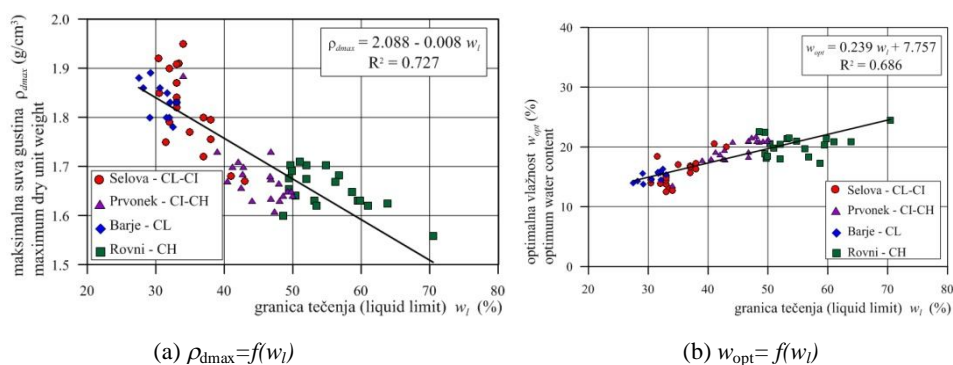 maksimalna suva gustina ρdmax (g/cm³)
maximum dry unit weight
2.0
1.9
1.8
1.7
1.6
1.5
ρdmas = 2.088 - 0.008 wl
R² = 0.727
Selova - CL-CI
Prvonek - CI-CH
Barje - CL
Rovni - CH
20 30 40 50 60 70 80
granica tečenja (liquid limit) wl (%)
(a) ρdmax=f(wl)
optimalna vlažnost wopt (%)
optimum water content
40
30
20
10
0
wopt = 0.239 wl + 7.757
R² = 0.686
Selova - CL-CI
Prvonek - CI-CH
Barje - CL
Rovni - CH
20 30 40 50 60 70 80
granica tečenja (liquid limit) wl (%)
(b) wopt= f(wl)